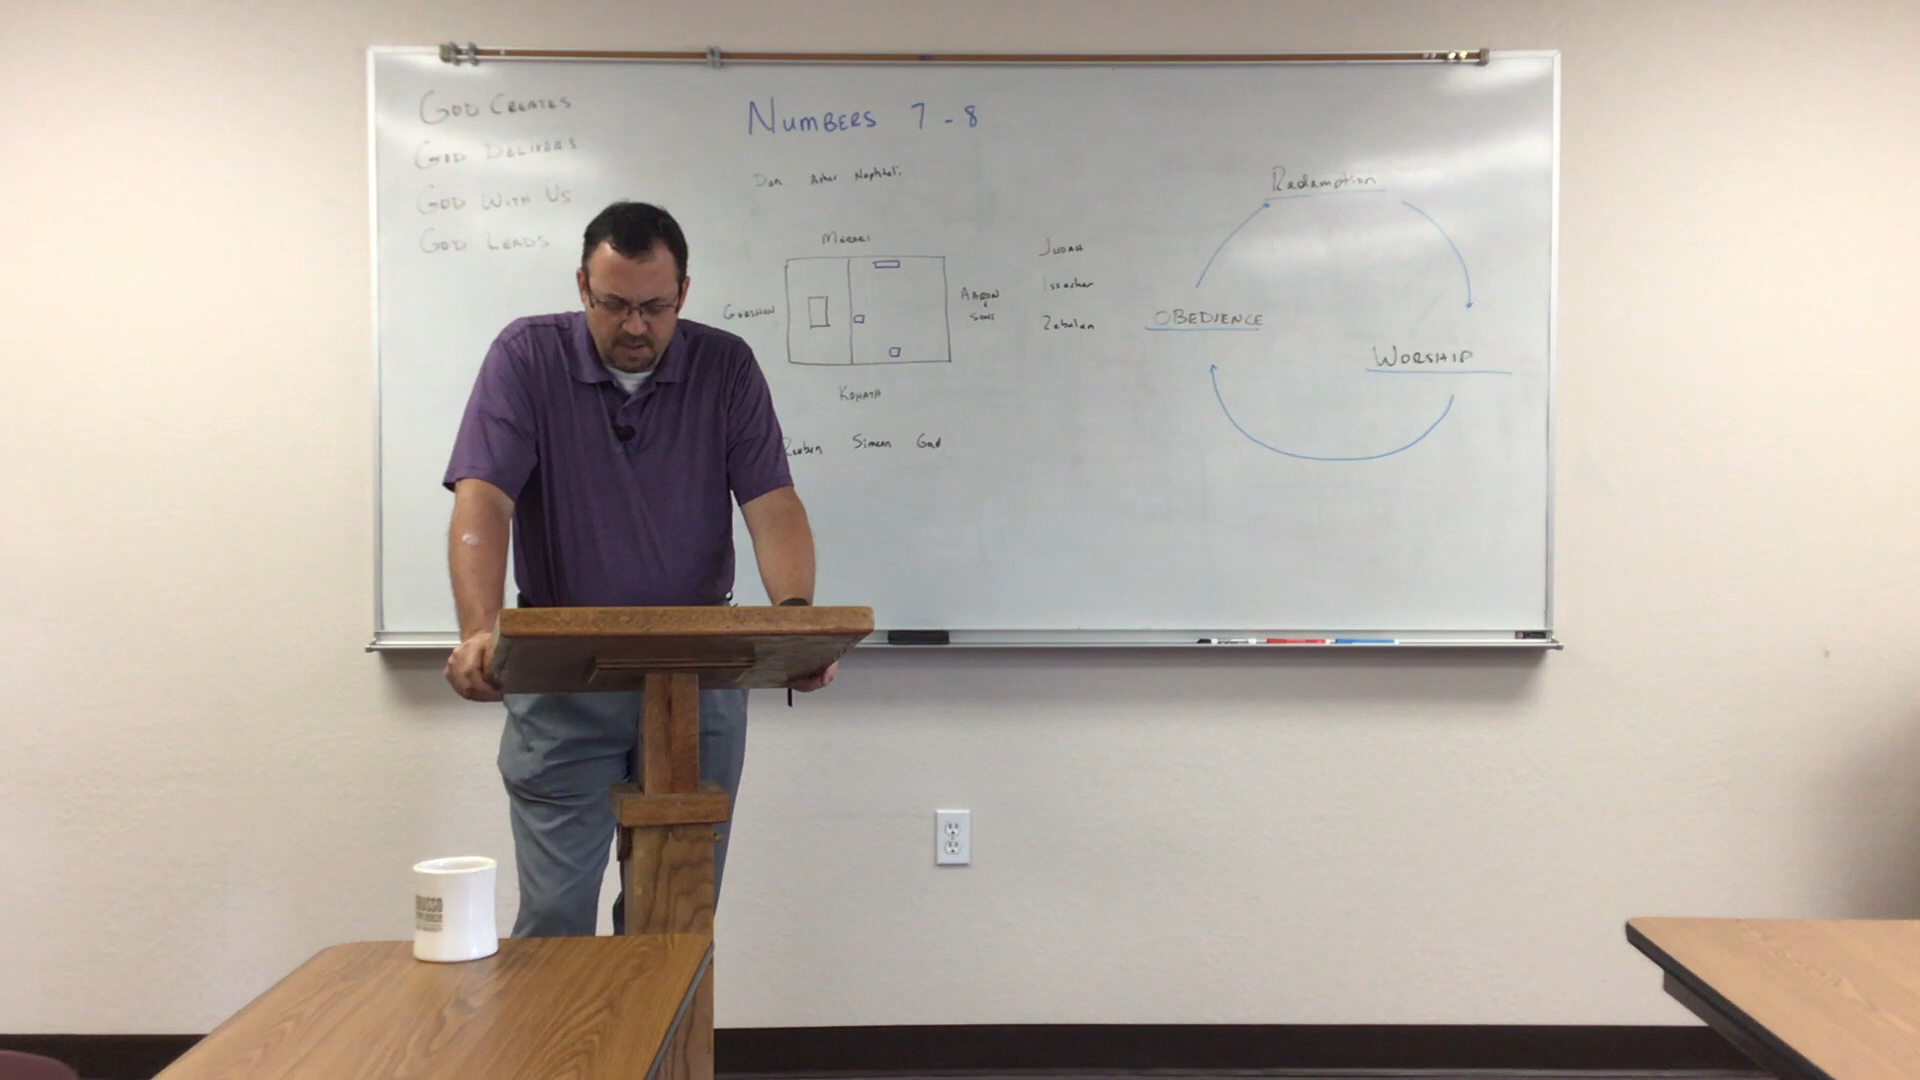 GOD CREATES
GOD DELIVERS
GOD WITH US
GOD LEADS
NUMBERS 7 - 8
Dan Asher Naphtali
MERARI
GERSHON
AARON
&
SONS
KOHATH
Reuben Simeon Gad
JUDAH
Issachar
Zebulan
Redemption
OBEDIENCE
WORSHIP